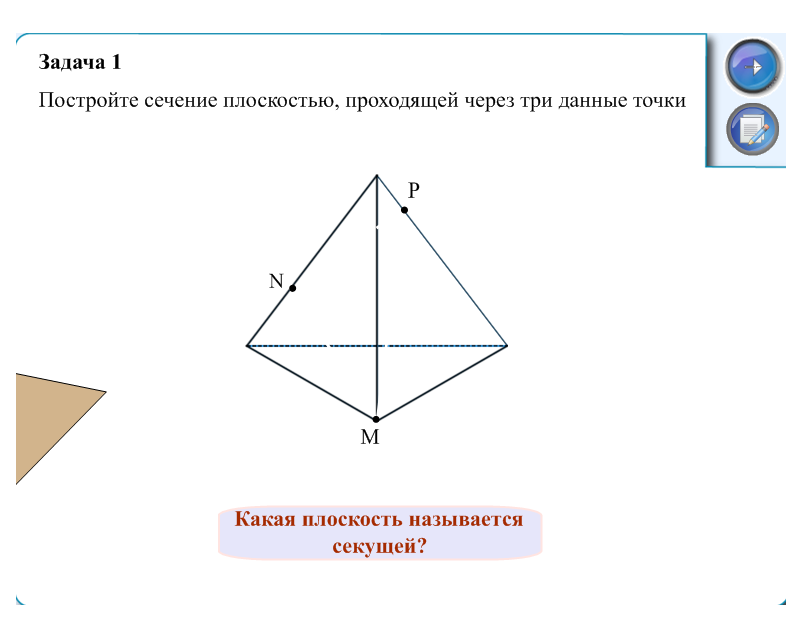 Задача 1
Постройте сечение плоскостью, проходящей через три данные точки
P
N
M
Какая плоскость называется
секущей?